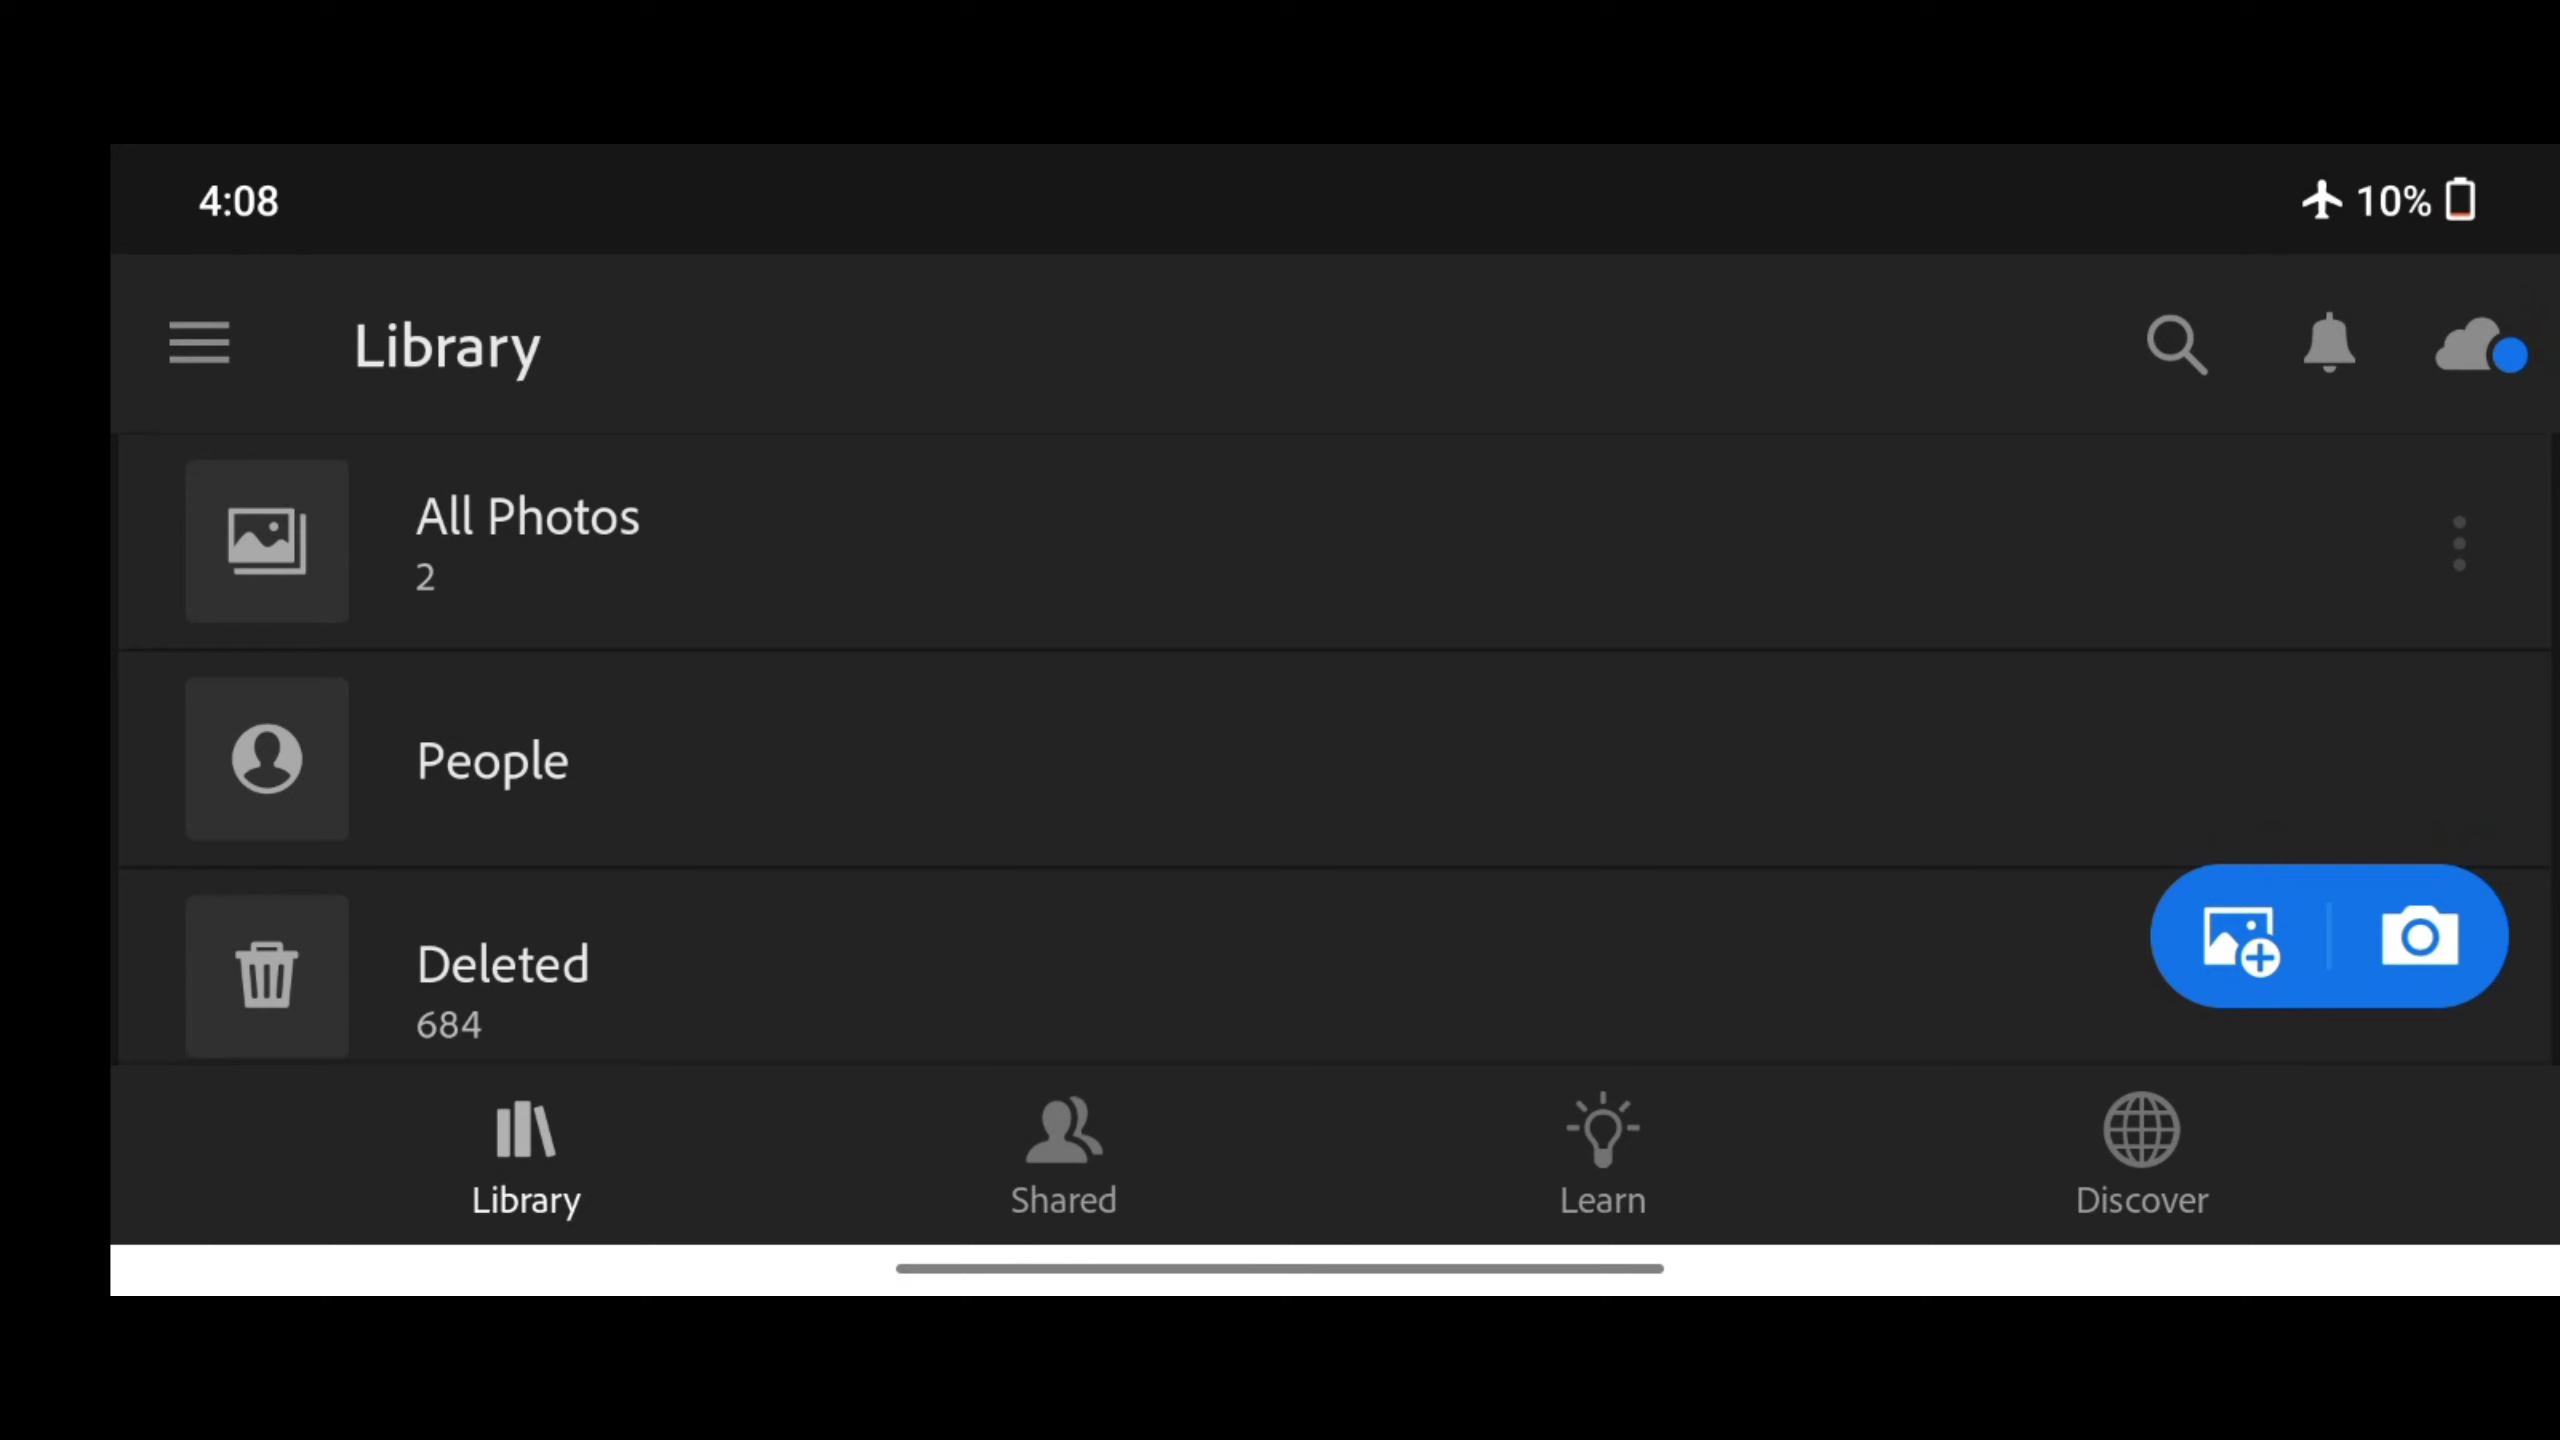 4:08
10%
Library
All Photos
2
People
Deleted
684
Library
Shared
Learn
Discover